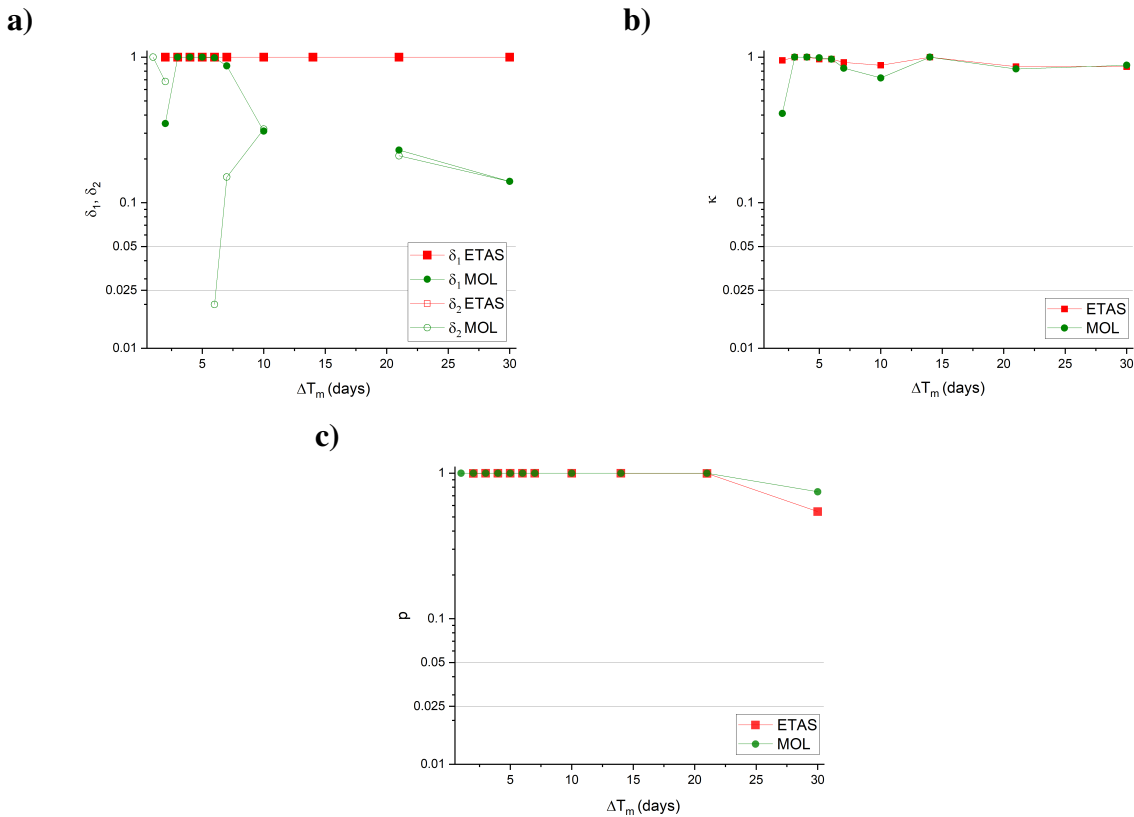 a)
1
0.1
0.05
0.025
0.01
δ₁, δ₂
5
10
15
20
25
30
ΔTₘ (days)
δ₁ ETAS
δ₁ MOL
δ₂ ETAS
δ₂ MOL
b)
1
0.1
0.05
0.025
0.01
κ
5
10
15
20
25
30
ΔTₘ (days)
ETAS
MOL
c)
1
0.1
0.05
0.025
0.01
p
5
10
15
20
25
30
ΔTₘ (days)
ETAS
MOL